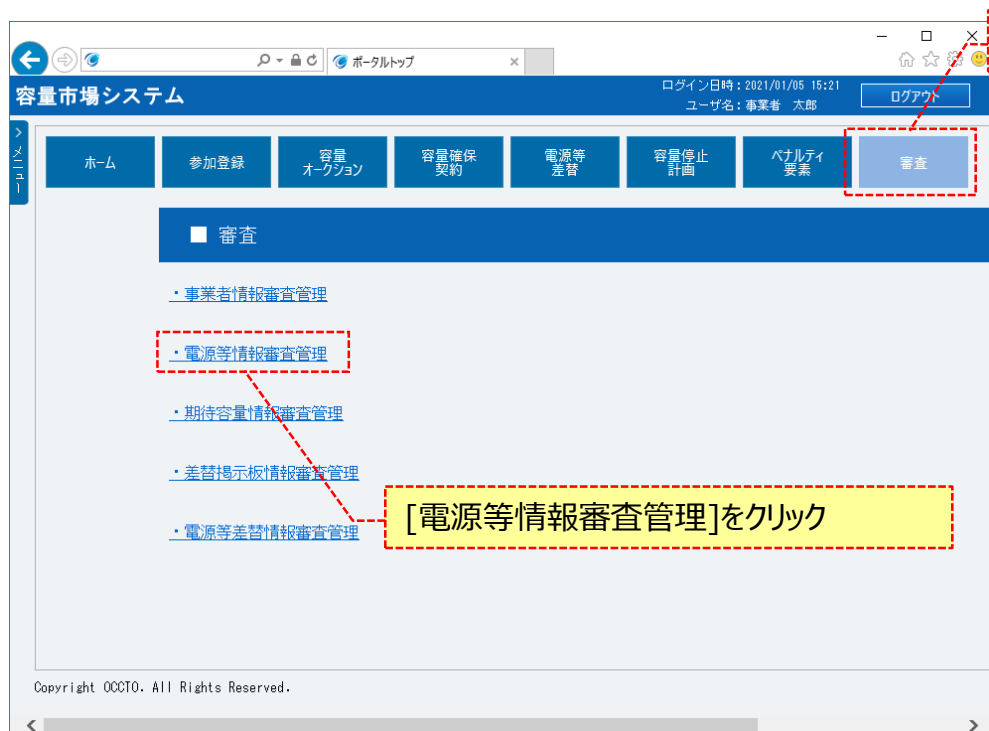 ポータルトップ
容量市場システム
ログイン日時：2021/01/05 15:21
ユーザ名：事業者 太郎
ログアウト
メニュー
ホーム
参加登録
容量
オークション
容量確保
契約
電源等
差替
容量停止
計画
ペナルティ
要素
審査
■ 審査
・事業者情報審査管理
・電源等情報審査管理
・期待容量情報審査管理
・差替掲示板情報審査管理
・電源等差替情報審査管理
[電源等情報審査管理]をクリック
Copyright OCCTO. All Rights Reserved.